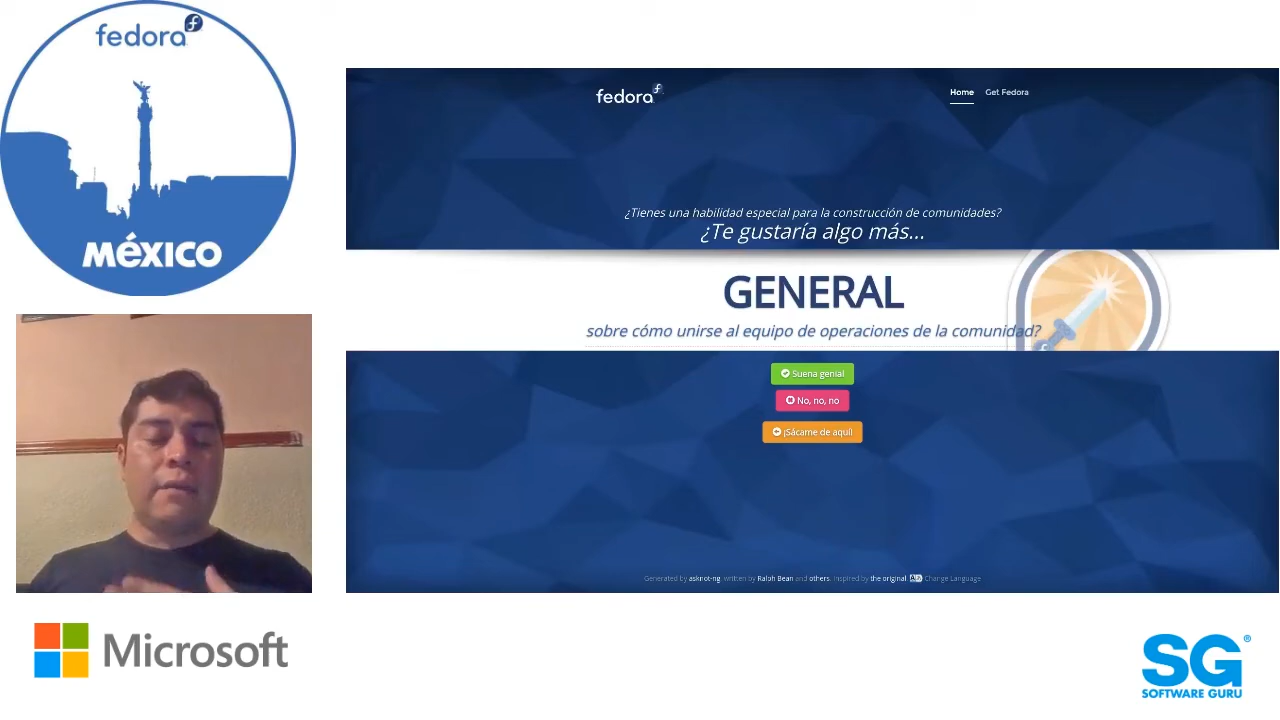 fedora
MÉXICO
fedora
Home
Get Fedora
¿Tienes una habilidad especial para la construcción de comunidades?
¿Te gustaría algo más...
GENERAL
sobre cómo unirse al equipo de operaciones de la comunidad?
Suena genial
No, no, no
¡Sácame de aquí!
Generated by asknot-ng, written by Ralph Bean and others. Inspired by the original. Change Language
Microsoft
SG®
SOFTWARE GURU